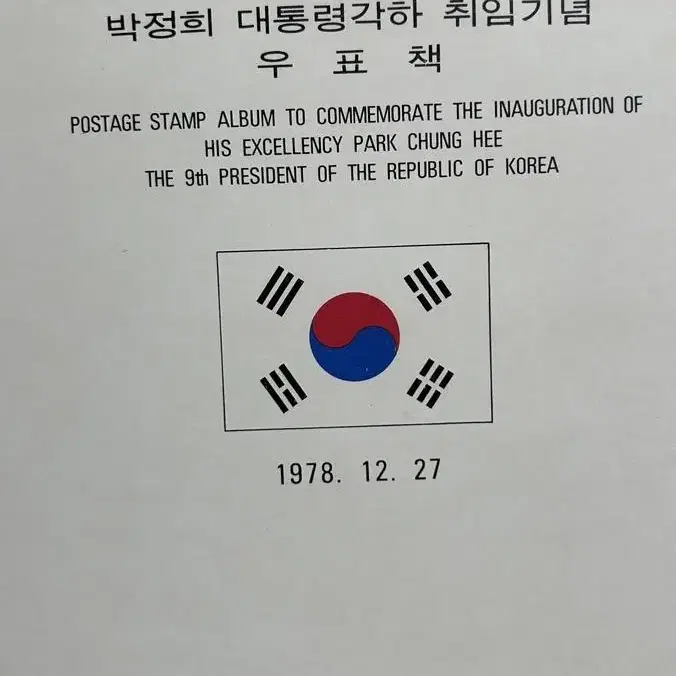 박정희 대통령각하 취임기념
우 표 책
POSTAGE STAMP ALBUM TO COMMEMORATE THE INAUGURATION OF
HIS EXCELLENCY PARK CHUNG HEE
THE 9th PRESIDENT OF THE REPUBLIC OF KOREA
1978. 12. 27